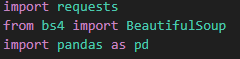 import requests
from bs4 import BeautifulSoup
import pandas as pd